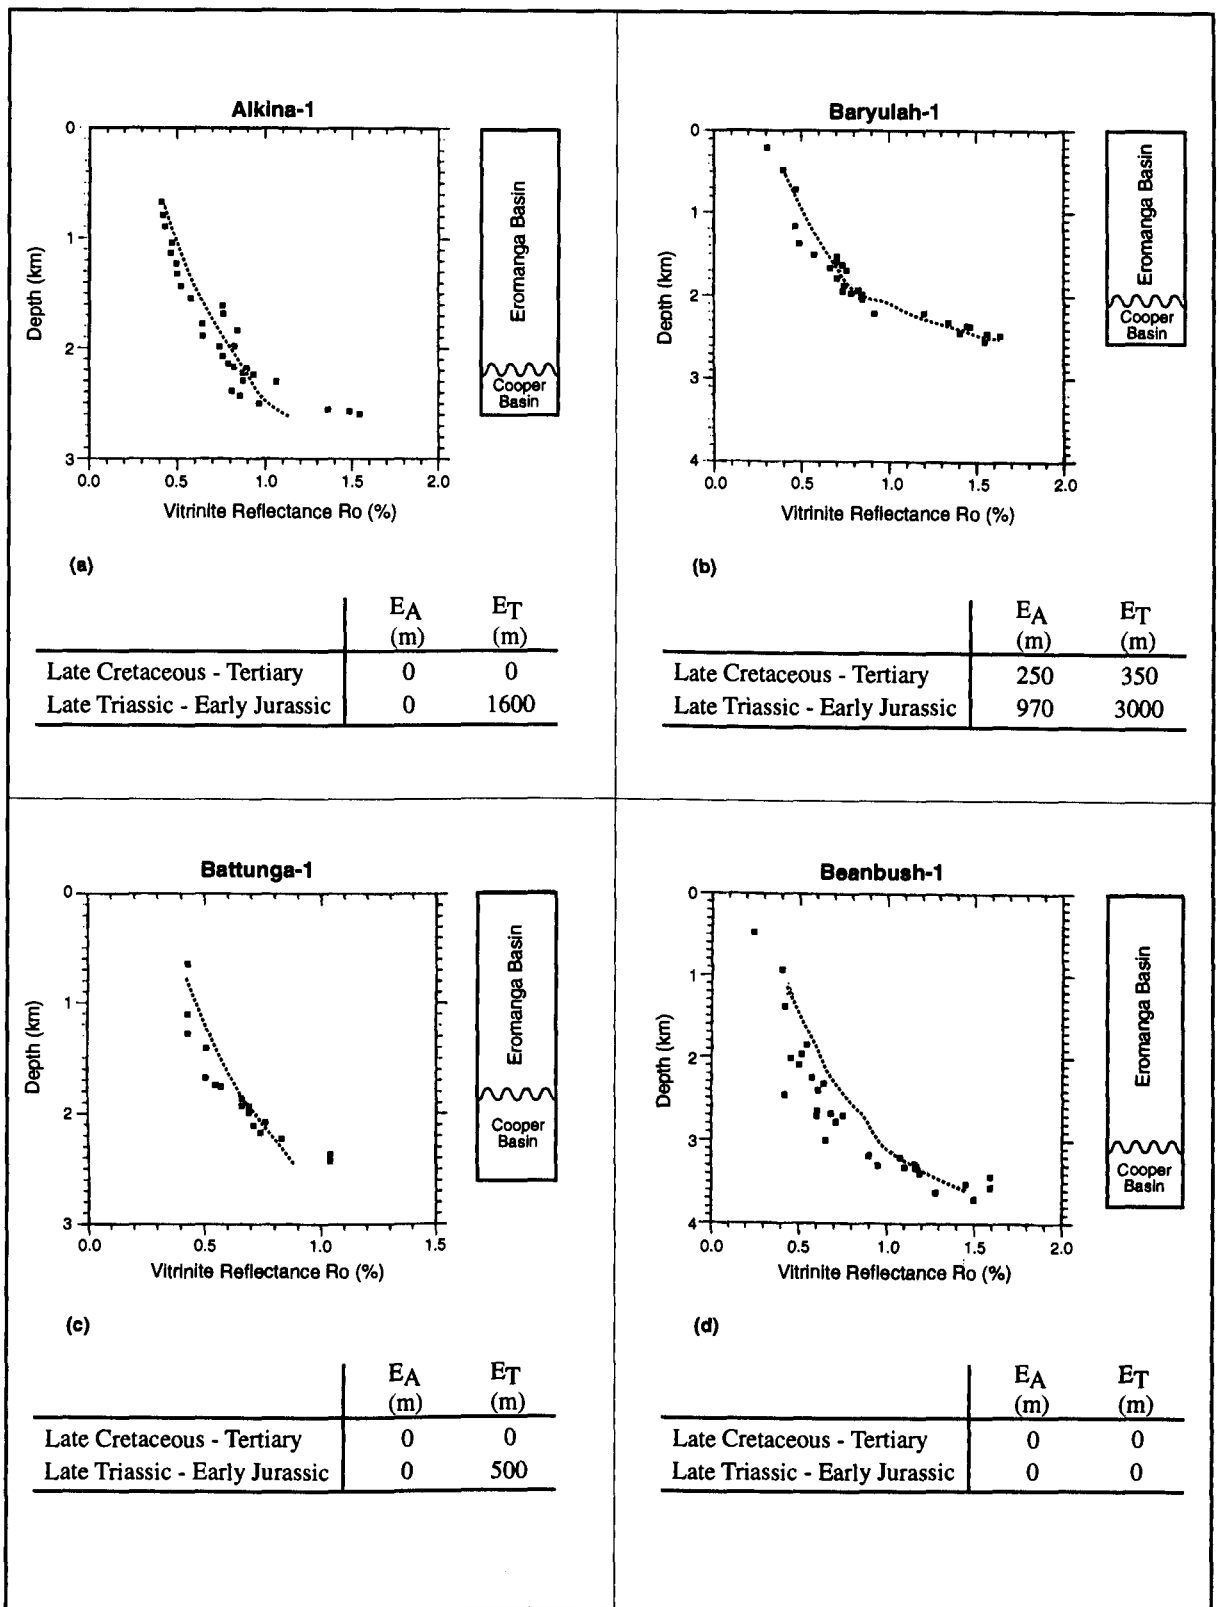 Alkina-1
0
1
2
3
Depth (km)
0.0 0.5 1.0 1.5 2.0
Vitrinite Reflectance Ro (%)
Eromanga Basin
Cooper
Basin
(a)
EA ET
(m) (m)
Late Cretaceous - Tertiary 0 0
Late Triassic - Early Jurassic 0 1600
Baryulah-1
0
1
2
3
4
Depth (km)
0.0 0.5 1.0 1.5 2.0
Vitrinite Reflectance Ro (%)
Eromanga Basin
Cooper
Basin
(b)
EA ET
(m) (m)
Late Cretaceous - Tertiary 250 350
Late Triassic - Early Jurassic 970 3000
Battunga-1
0
1
2
3
Depth (km)
0.0 0.5 1.0 1.5
Vitrinite Reflectance Ro (%)
Eromanga Basin
Cooper
Basin
(c)
EA ET
(m) (m)
Late Cretaceous - Tertiary 0 0
Late Triassic - Early Jurassic 0 500
Beanbush-1
0
1
2
3
4
Depth (km)
0.0 0.5 1.0 1.5 2.0
Vitrinite Reflectance Ro (%)
Eromanga Basin
Cooper
Basin
(d)
EA ET
(m) (m)
Late Cretaceous - Tertiary 0 0
Late Triassic - Early Jurassic 0 0